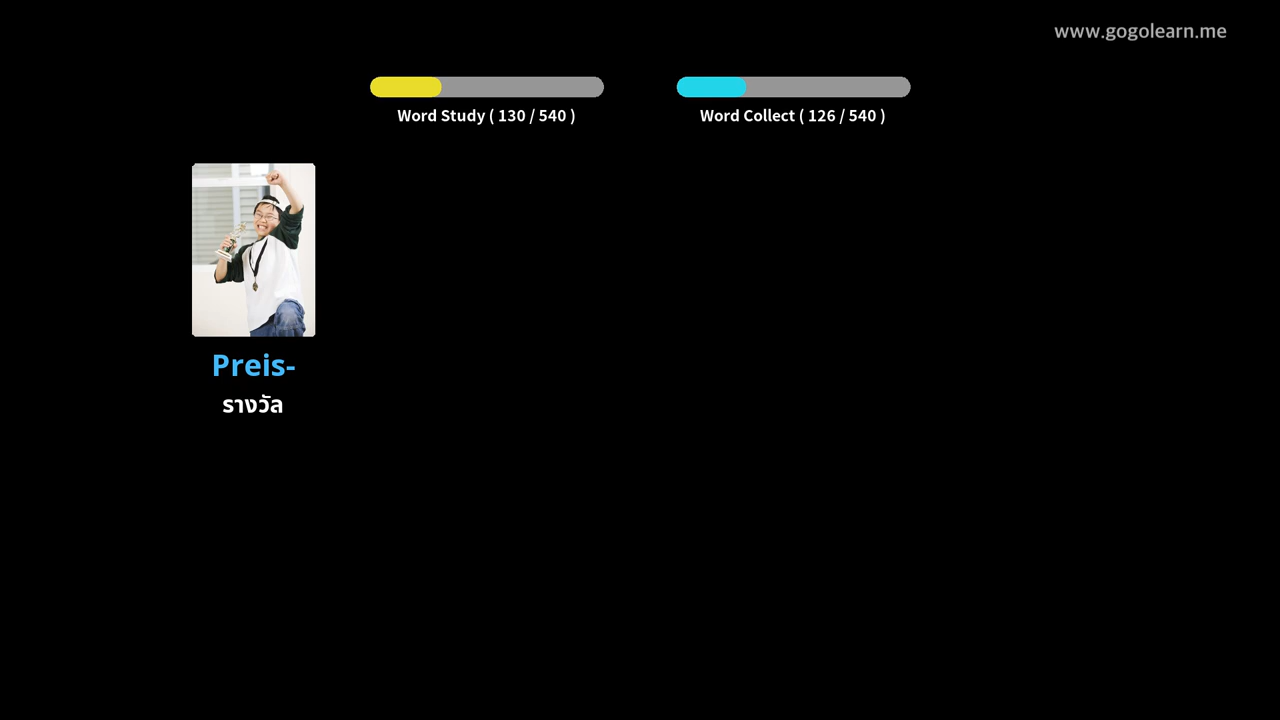 www.gogolearn.me
Word Study ( 130 / 540 )
Word Collect ( 126 / 540 )
Preis-
รางวัล